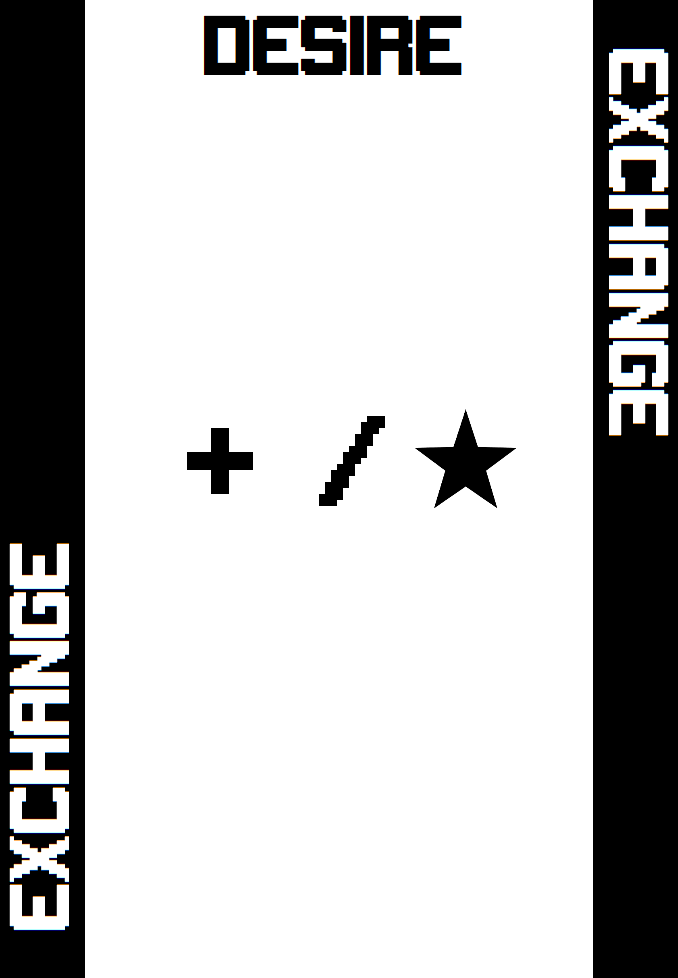 DESIRE
EXCHANGE
+ / ★
EXCHANGE